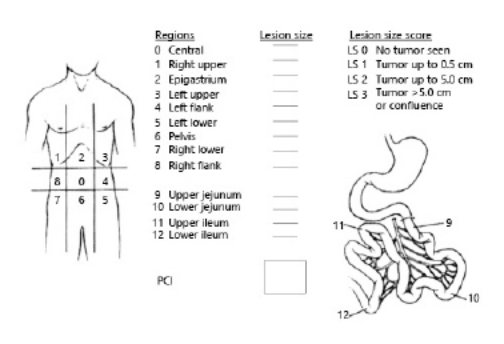 Regions
0 Central
1 Right upper
2 Epigastrium
3 Left upper
4 Left flank
5 Left lower
6 Pelvis
7 Right lower
8 Right flank
9 Upper jejunum
10 Lower jejunum
11 Upper ileum
12 Lower ileum
PCI
Lesion size
Lesion size score
LS 0 No tumor seen
LS 1 Tumor up to 0.5 cm
LS 2 Tumor up to 5.0 cm
LS 3 Tumor >5.0 cm
or confluence
1 2 3
8 0 4
7 6 5
11 9
10
12